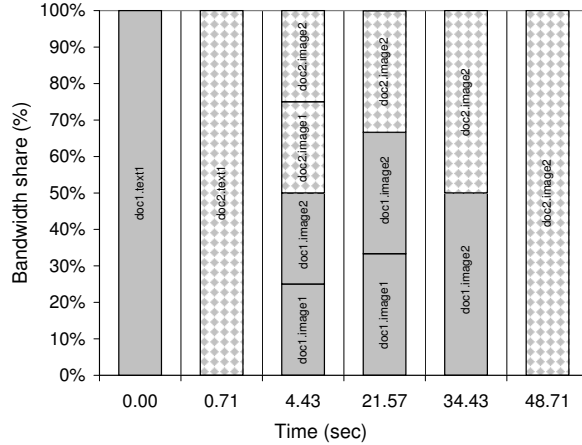 100%
90%
80%
70%
60%
50%
40%
30%
20%
10%
0%
Bandwidth share (%)
doc1.text1
doc2.text1
doc2.image2
doc2.image1
doc1.image2
doc1.image1
doc2.image2
doc1.image2
doc1.image1
doc2.image2
doc1.image2
doc2.image2
0.00 0.71 4.43 21.57 34.43 48.71
Time (sec)